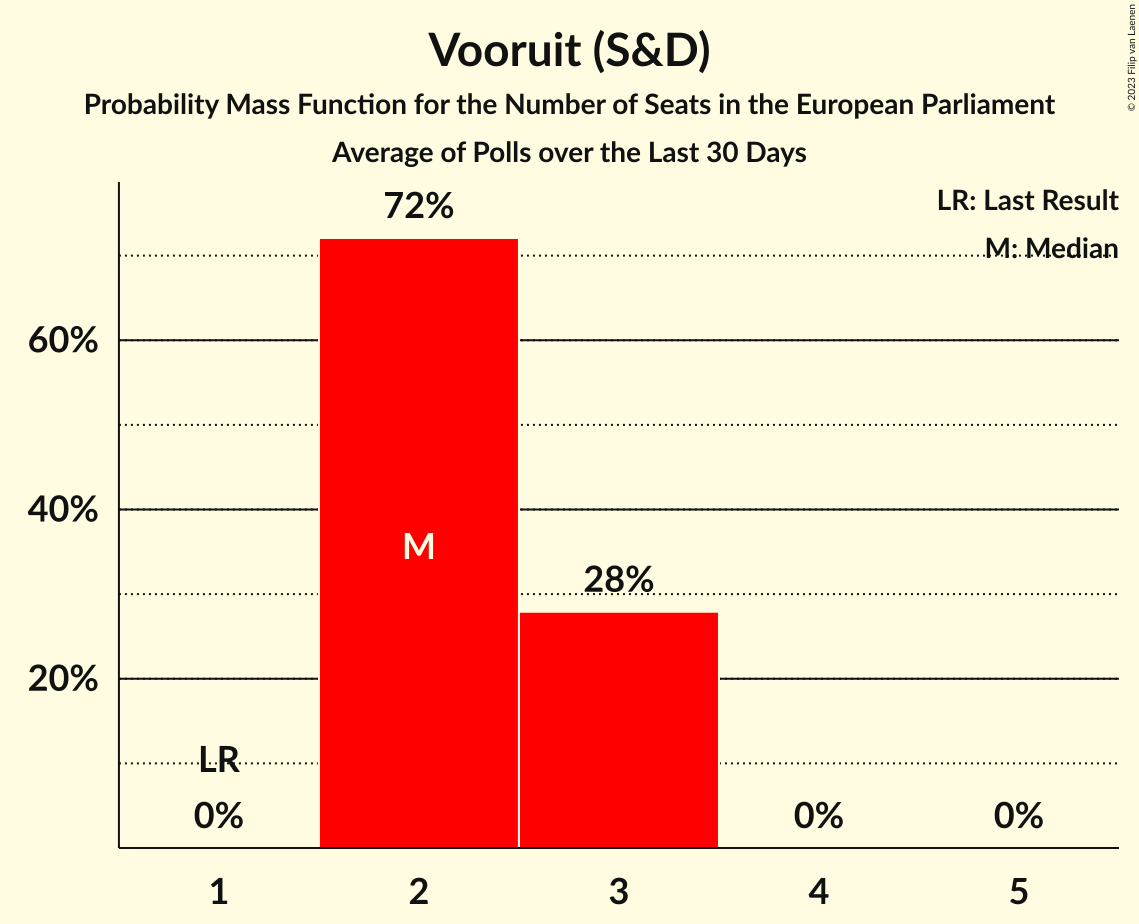 Vooruit (S&D)
Probability Mass Function for the Number of Seats in the European Parliament
Average of Polls over the Last 30 Days
© 2023 Filip van Laenen
LR: Last Result
M: Median
72%
60%
40%
M
28%
20%
LR
0%
0%
0%
1
2
3
4
5